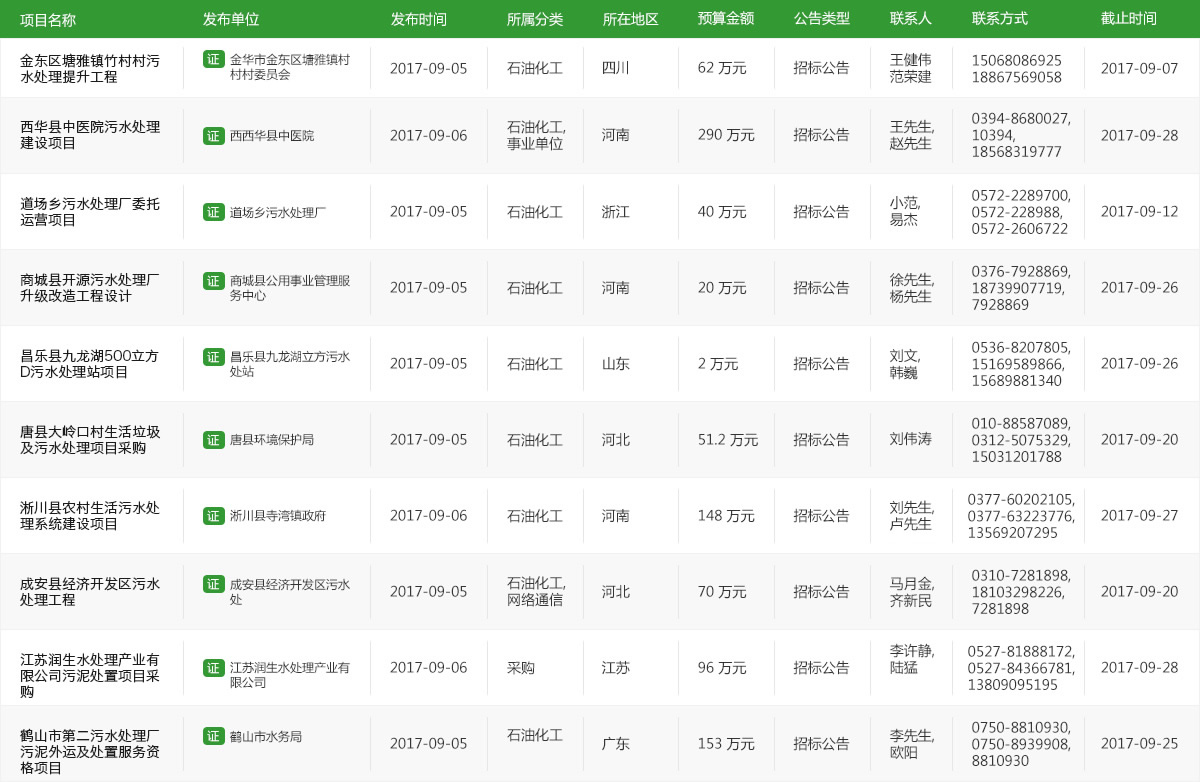 项目名称 发布单位 发布时间 所属分类 所在地区 预算金额 公告类型 联系人 联系方式 截止时间
金东区塘雅镇竹村村污
水处理提升工程
证 金华市金东区塘雅镇村
村村委员会
2017-09-05
石油化工
四川
62 万元
招标公告
王健伟
范荣建
15068086925
18867569058
2017-09-07
西华县中医院污水处理
建设项目
证 西西华县中医院
2017-09-06
石油化工,
事业单位
河南
290 万元
招标公告
王先生,
赵先生
0394-8680027,
10394,
18568319777
2017-09-28
道场乡污水处理厂委托
运营项目
证 道场乡污水处理厂
2017-09-05
石油化工
浙江
40 万元
招标公告
小范,
易杰
0572-2289700,
0572-228988,
0572-2606722
2017-09-12
商城县开源污水处理厂
升级改造工程设计
证 商城县公用事业管理服
务中心
2017-09-05
石油化工
河南
20 万元
招标公告
徐先生,
杨先生
0376-7928869,
18739907719,
7928869
2017-09-26
昌乐县九龙湖500立方
D污水处理站项目
证 昌乐县九龙湖立方污水
处站
2017-09-05
石油化工
山东
2 万元
招标公告
刘文,
韩巍
0536-8207805,
15169589866,
15689881340
2017-09-26
唐县大岭口村生活垃圾
及污水处理项目采购
证 唐县环境保护局
2017-09-05
石油化工
河北
51.2 万元
招标公告
刘伟涛
010-88587089,
0312-5075329,
15031201788
2017-09-20
淅川县农村生活污水处
理系统建设项目
证 淅川县寺湾镇政府
2017-09-06
石油化工
河南
148 万元
招标公告
刘先生,
卢先生
0377-60202105,
0377-63223776,
13569207295
2017-09-27
成安县经济开发区污水
处理工程
证 成安县经济开发区污水
处
2017-09-05
石油化工,
网络通信
河北
70 万元
招标公告
马月金,
齐新民
0310-7281898,
18103298226,
7281898
2017-09-20
江苏润生水处理产业有
限公司污泥处置项目采
购
证 江苏润生水处理产业有
限公司
2017-09-06
采购
江苏
96 万元
招标公告
李许静,
陆猛
0527-81888172,
0527-84366781,
13809095195
2017-09-28
鹤山市第二污水处理厂
污泥外运及处置服务资
格项目
证 鹤山市水务局
2017-09-05
石油化工
广东
153 万元
招标公告
李先生,
欧阳
0750-8810930,
0750-8939908,
8810930
2017-09-25